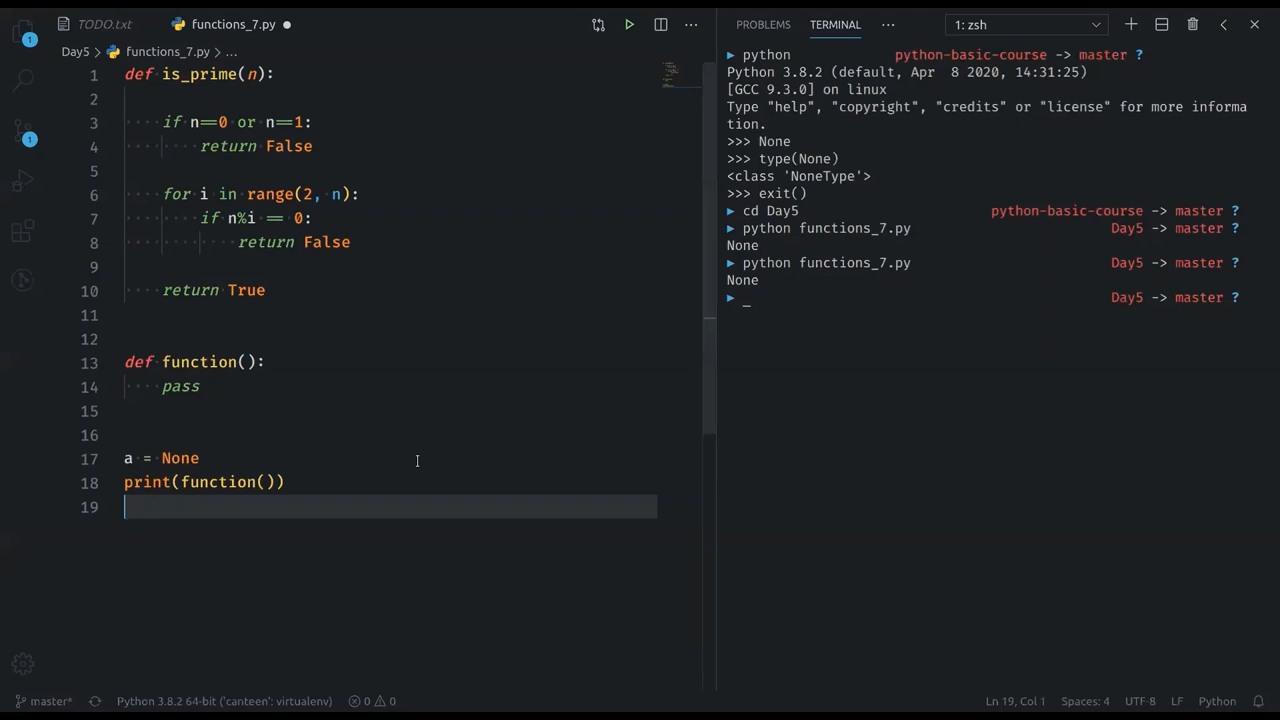 TODO.txt
functions_7.py
PROBLEMS
TERMINAL
1: zsh
Day5 > functions_7.py > ...
1 def is_prime(n):
2
3 if n==0 or n==1:
4 return False
5
6 for i in range(2, n):
7 if n%i == 0:
8 return False
9
10 return True
11
12
13 def function():
14 pass
15
16
17 a = None
18 print(function())
19
python python-basic-course -> master ?
Python 3.8.2 (default, Apr 8 2020, 14:31:25)
[GCC 9.3.0] on linux
Type "help", "copyright", "credits" or "license" for more informa
tion.
>>> None
>>> type(None)
<class 'NoneType'>
>>> exit()
cd Day5 python-basic-course -> master ?
python functions_7.py Day5 -> master ?
None
python functions_7.py Day5 -> master ?
None
_ Day5 -> master ?
1
1
master*
Python 3.8.2 64-bit ('canteen': virtualenv)
0
0
Ln 19, Col 1
Spaces: 4
UTF-8
LF
Python